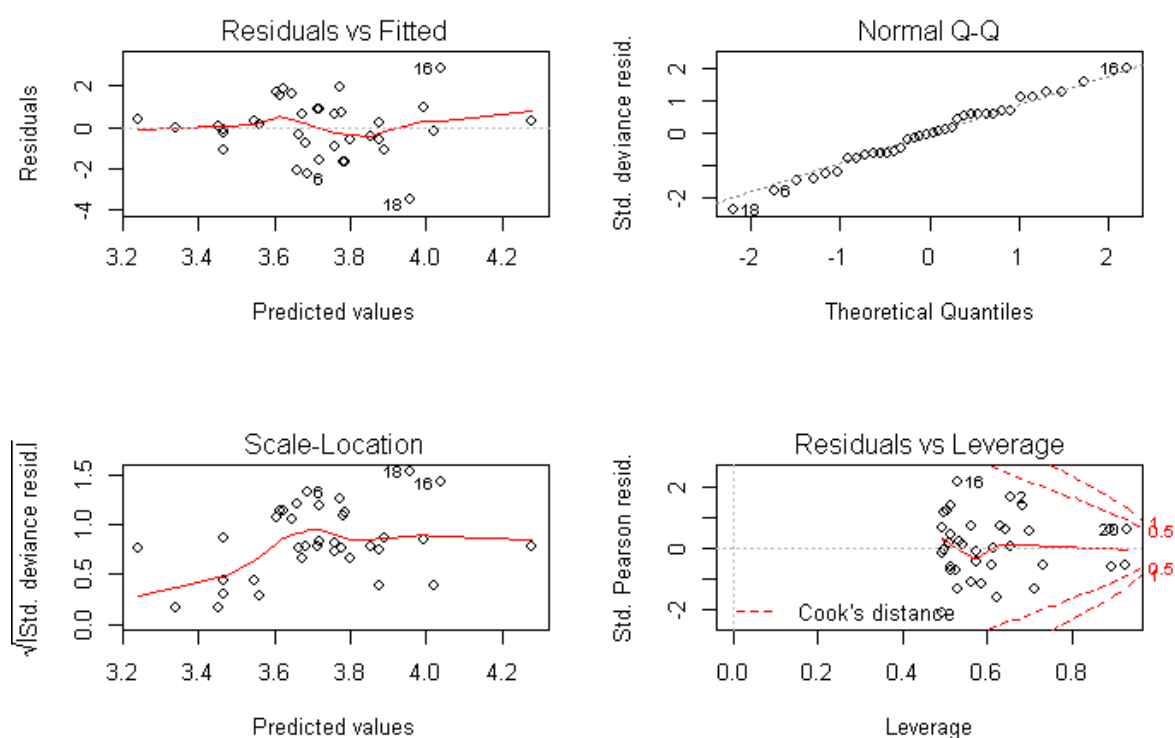 Residuals vs Fitted
Residuals
2
0
-2
-4
16
6
18
3.2 3.4 3.6 3.8 4.0 4.2
Predicted values
Normal Q-Q
Std. deviance resid.
2
1
0
-2
16
6
18
-2 -1 0 1 2
Theoretical Quantiles
Scale-Location
√|Std. deviance resid.|
1.5
1.0
0.5
0.0
18
16
6
3.2 3.4 3.6 3.8 4.0 4.2
Predicted values
Residuals vs Leverage
Std. Pearson resid.
2
0
-2
16
2
1
0.5
0.5
1
Cook's distance
0.0 0.2 0.4 0.6 0.8
Leverage